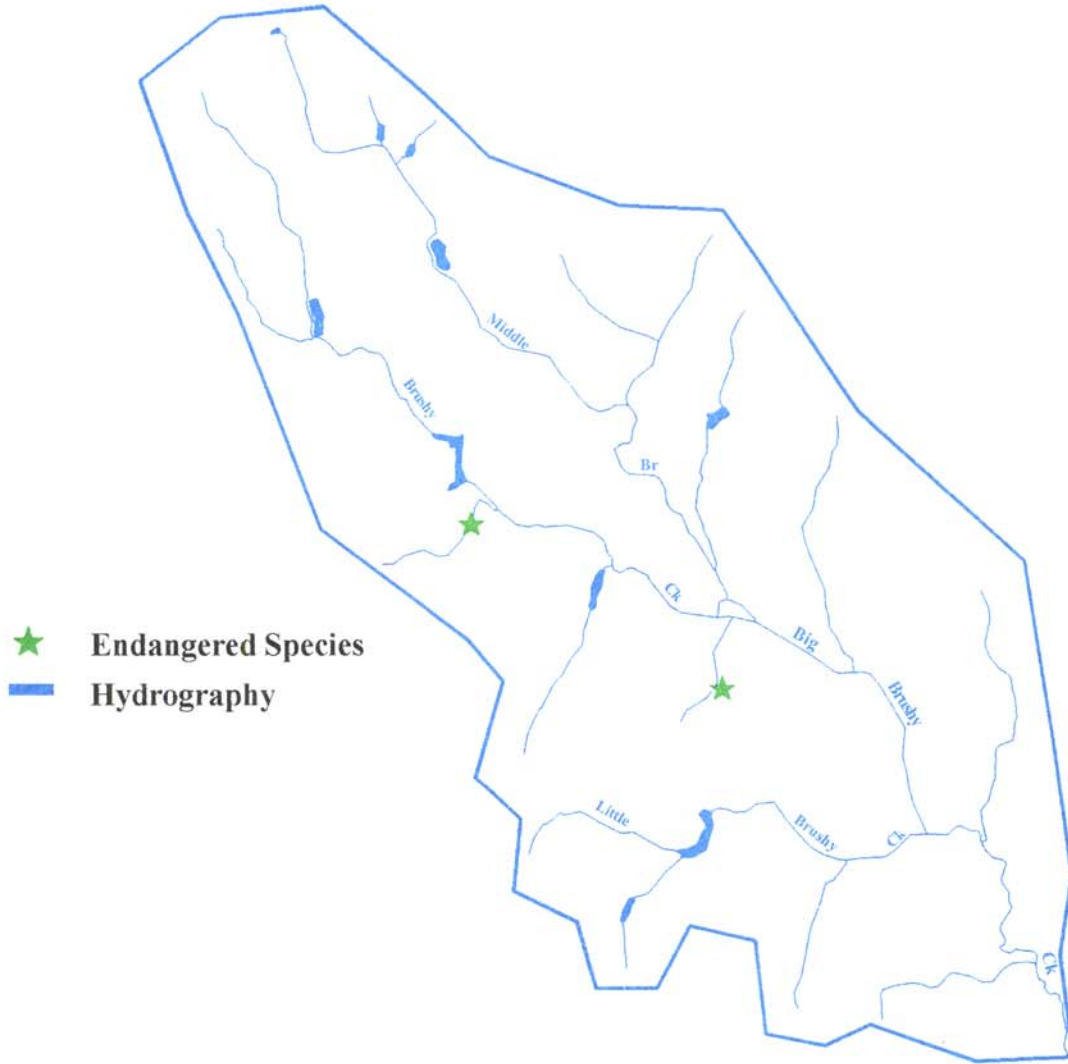 Middle
Brushy
Br
Ck
Big
Brushy
Endangered Species
Hydrography
Little
Brushy
Ck
Ck